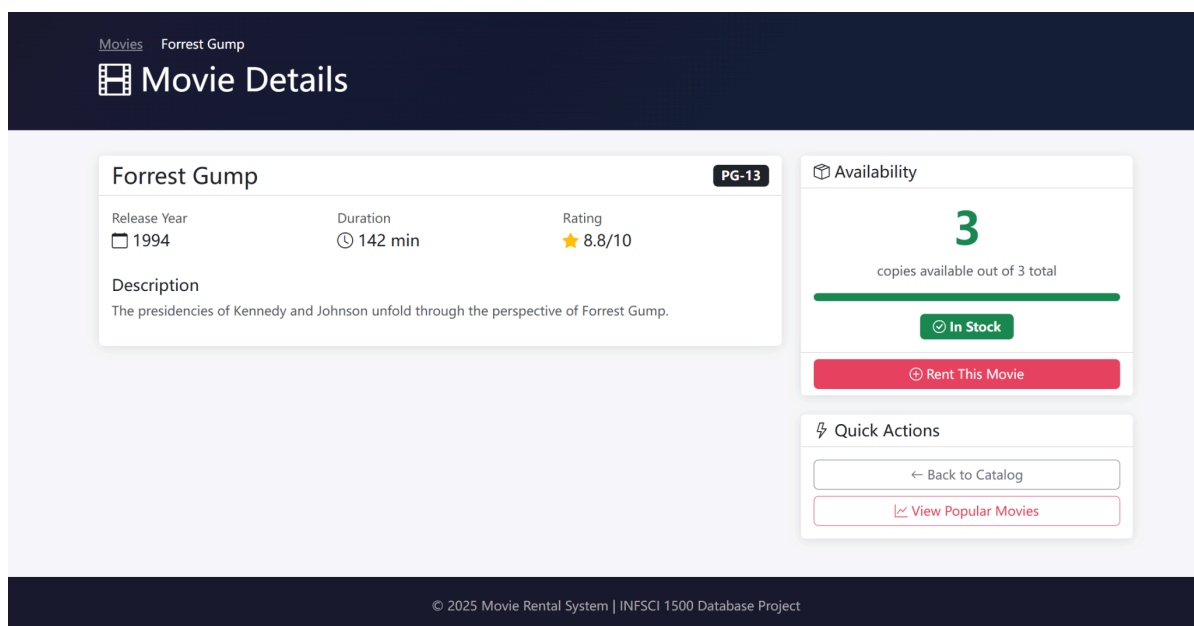 Movies Forrest Gump
Movie Details
Forrest Gump
PG-13
Release Year
1994
Duration
142 min
Rating
8.8/10
Description
The presidencies of Kennedy and Johnson unfold through the perspective of Forrest Gump.
Availability
3
copies available out of 3 total
In Stock
Rent This Movie
Quick Actions
← Back to Catalog
View Popular Movies
© 2025 Movie Rental System | INFSCI 1500 Database Project